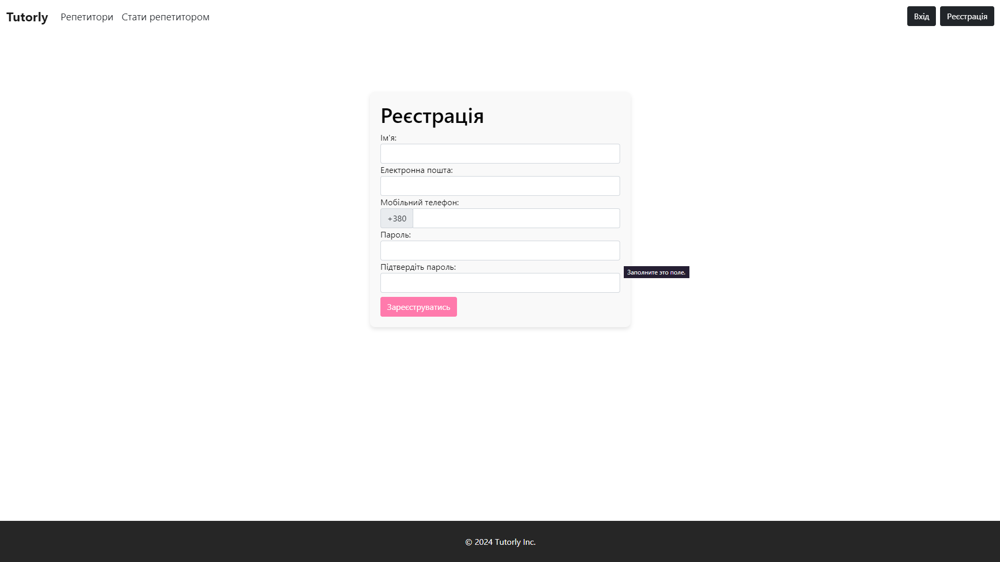 Tutorly Репетитори Стати репетитором Вхід Реєстрація
Реєстрація
Ім'я:
Електронна пошта:
Мобільний телефон:
+380
Пароль:
Підтвердіть пароль:
Заполните это поле.
Зареєструватись
© 2024 Tutorly Inc.